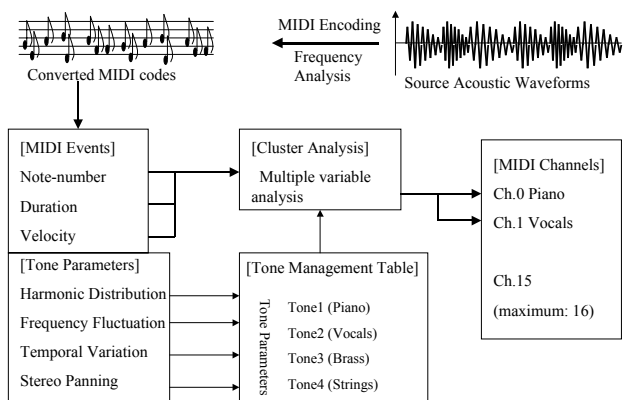 MIDI Encoding
Frequency
Analysis
Converted MIDI codes
Source Acoustic Waveforms
[MIDI Events]
Note-number
Duration
Velocity
[Cluster Analysis]
Multiple variable
analysis
[MIDI Channels]
Ch.0 Piano
Ch.1 Vocals
Ch.15
(maximum: 16)
[Tone Parameters]
Harmonic Distribution
Frequency Fluctuation
Temporal Variation
Stereo Panning
[Tone Management Table]
Tone Parameters
Tone1 (Piano)
Tone2 (Vocals)
Tone3 (Brass)
Tone4 (Strings)